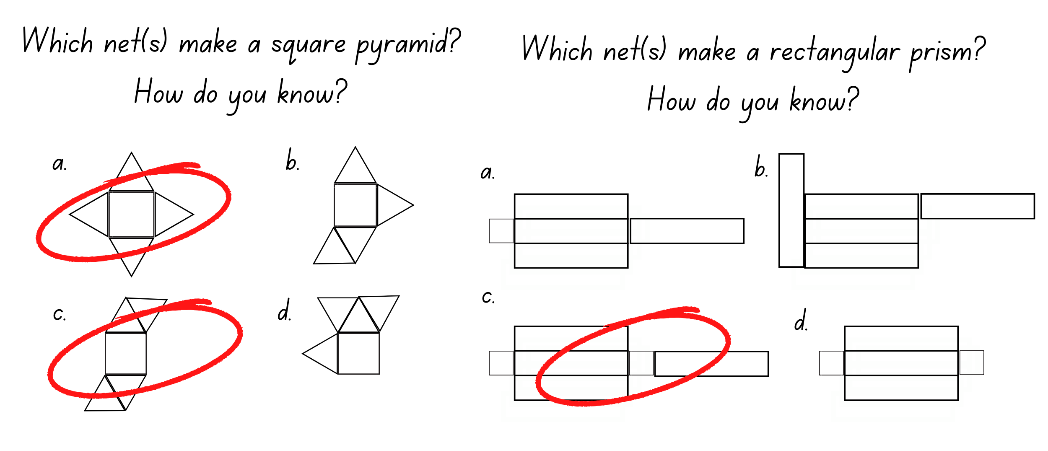 Which net(s) make a square pyramid?
How do you know?
a.
b.
c.
d.
Which net(s) make a rectangular prism?
How do you know?
a.
b.
c.
d.